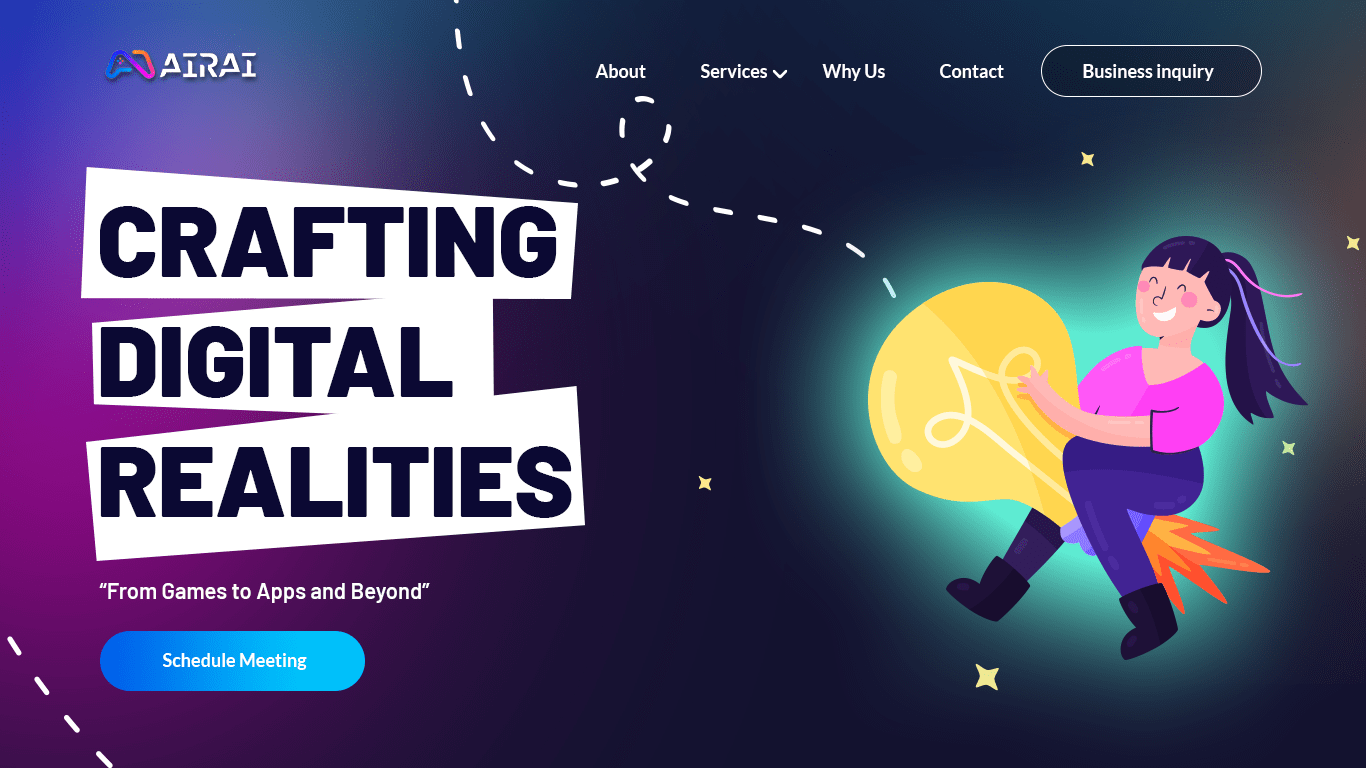 AIRAI
About
Services
Why Us
Contact
Business inquiry
CRAFTING
DIGITAL
REALITIES
“From Games to Apps and Beyond”
Schedule Meeting